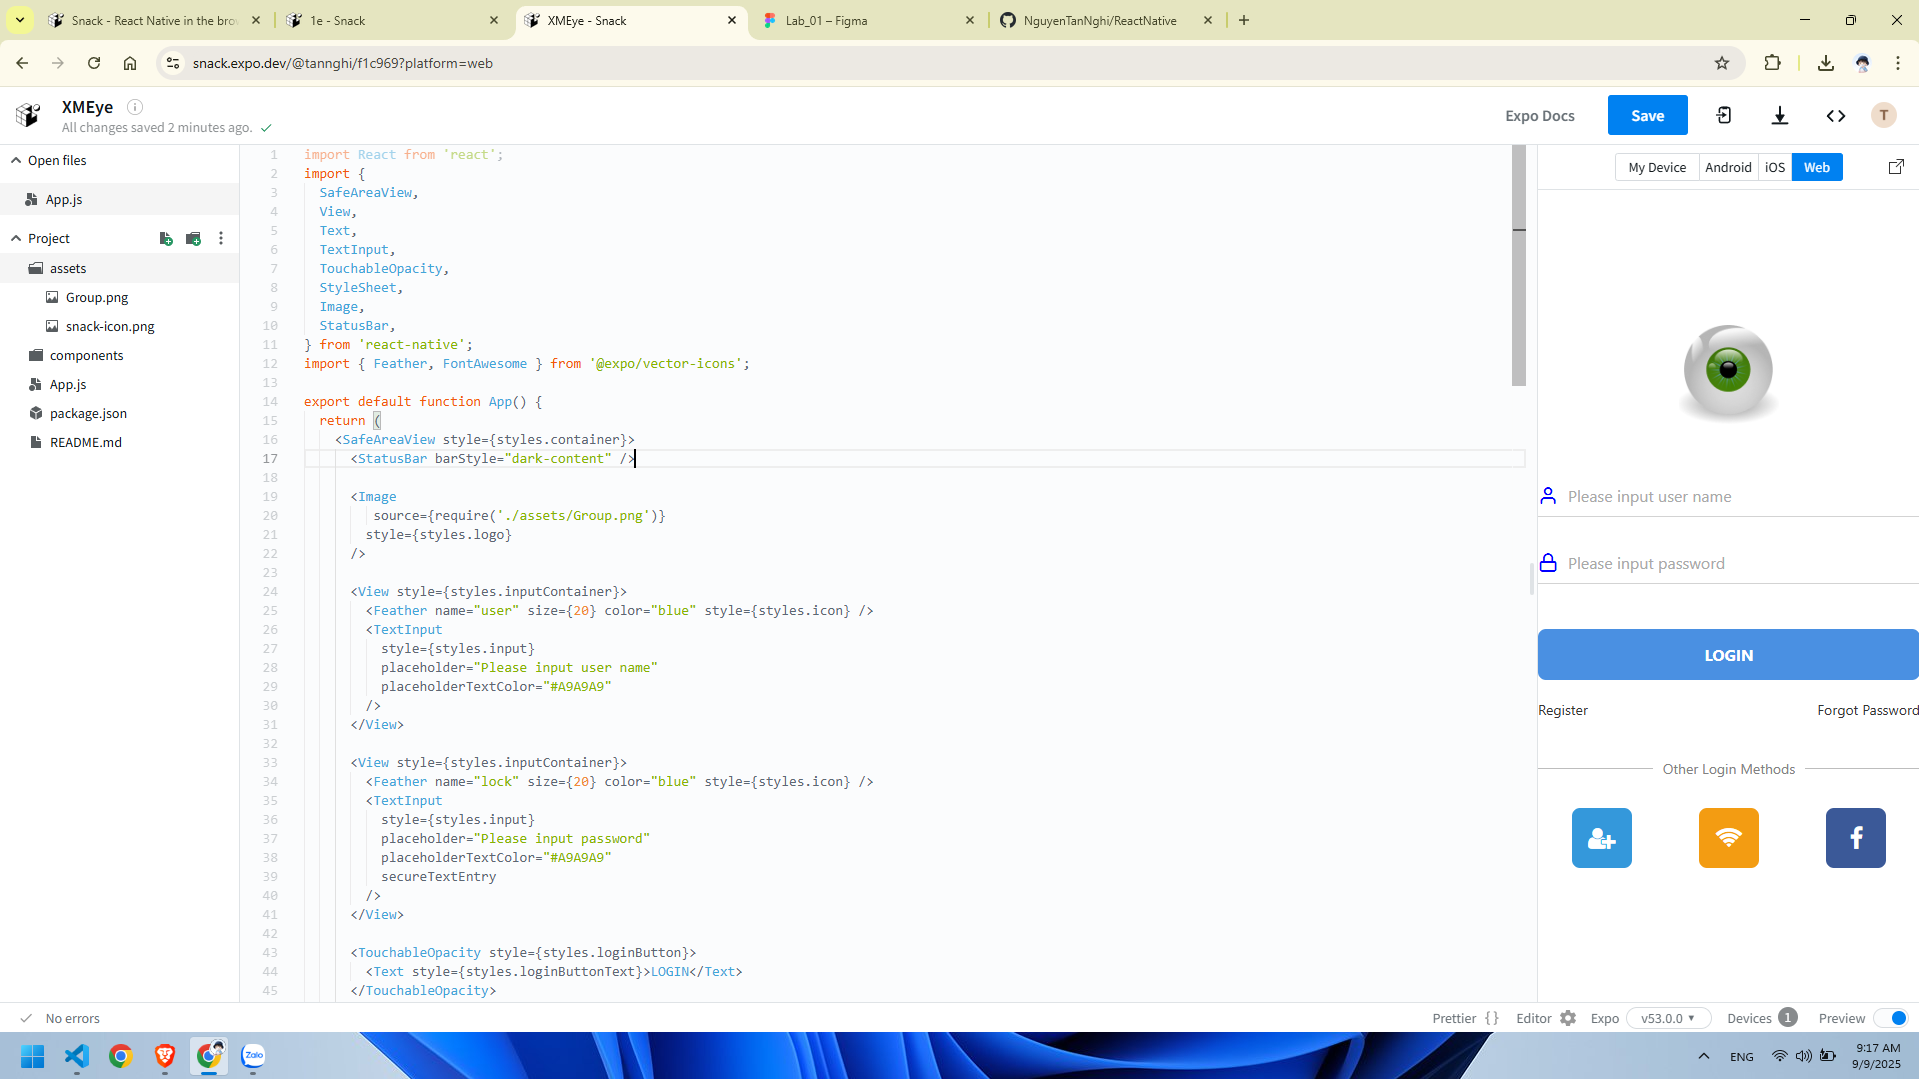 Snack - React Native in the bro
1e - Snack
XMEye - Snack
Lab_01 – Figma
NguyenTanNghi/ReactNative
snack.expo.dev/@tannghi/f1c969?platform=web
XMEye
All changes saved 2 minutes ago.
Expo Docs
Save
T
Open files
App.js
Project
assets
Group.png
snack-icon.png
components
App.js
package.json
README.md
1 import React from 'react';
2 import {
3 SafeAreaView,
4 View,
5 Text,
6 TextInput,
7 TouchableOpacity,
8 StyleSheet,
9 Image,
10 StatusBar,
11 } from 'react-native';
12 import { Feather, FontAwesome } from '@expo/vector-icons';
13
14 export default function App() {
15 return (
16 <SafeAreaView style={styles.container}>
17 <StatusBar barStyle="dark-content" />
18
19 <Image
20 source={require('./assets/Group.png')}
21 style={styles.logo}
22 />
23
24 <View style={styles.inputContainer}>
25 <Feather name="user" size={20} color="blue" style={styles.icon} />
26 <TextInput
27 style={styles.input}
28 placeholder="Please input user name"
29 placeholderTextColor="#A9A9A9"
30 />
31 </View>
32
33 <View style={styles.inputContainer}>
34 <Feather name="lock" size={20} color="blue" style={styles.icon} />
35 <TextInput
36 style={styles.input}
37 placeholder="Please input password"
38 placeholderTextColor="#A9A9A9"
39 secureTextEntry
40 />
41 </View>
42
43 <TouchableOpacity style={styles.loginButton}>
44 <Text style={styles.loginButtonText}>LOGIN</Text>
45 </TouchableOpacity>
My Device
Android
iOS
Web
Please input user name
Please input password
LOGIN
Register
Forgot Password
Other Login Methods
No errors
Prettier {}
Editor
Expo
v53.0.0
Devices
1
Preview
Zalo
ENG
9:17 AM
9/9/2025